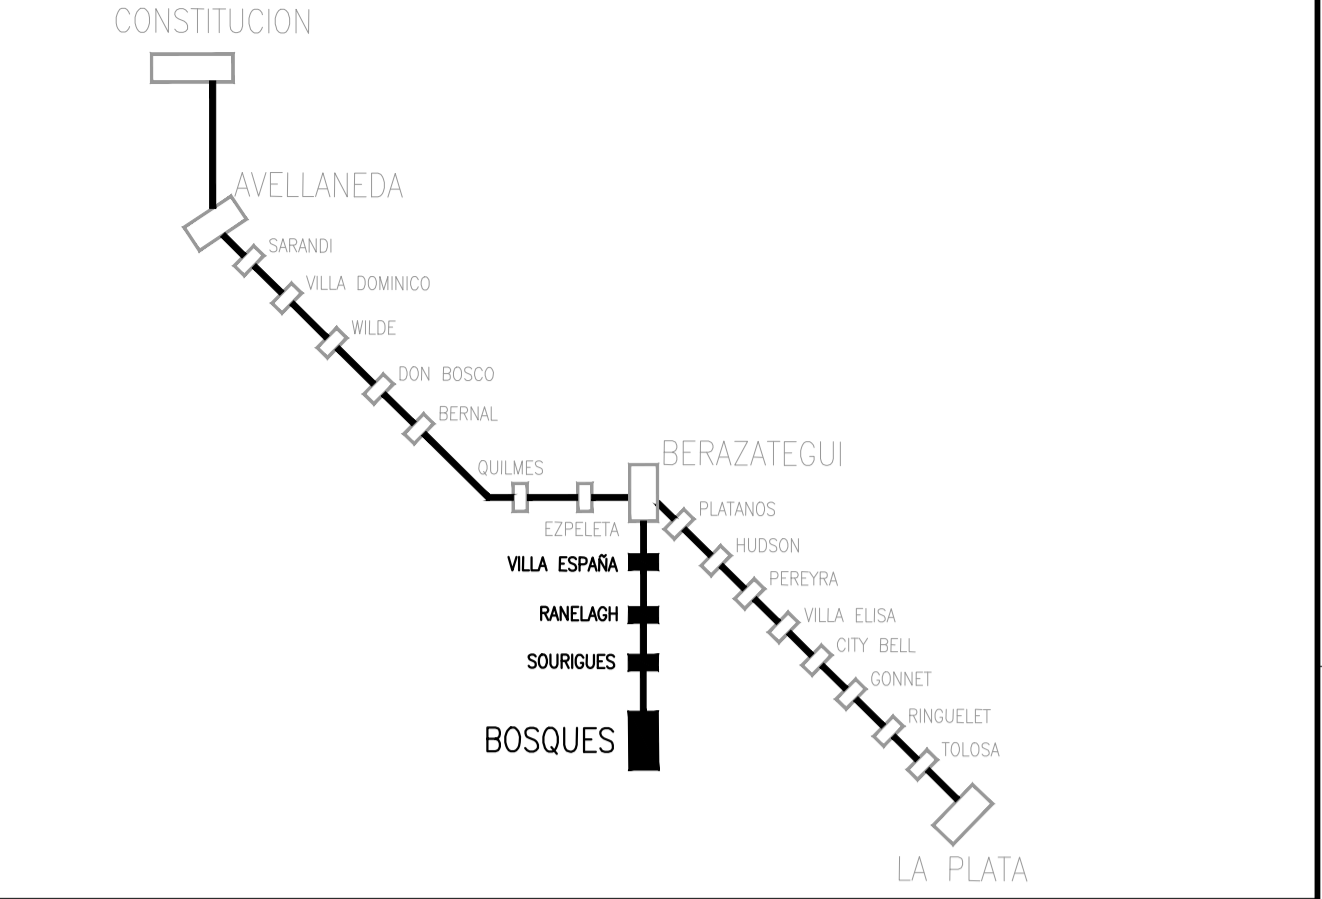 CONSTITUCION
AVELLANEDA
SARANDI
VILLA DOMINICO
WILDE
DON BOSCO
BERNAL
QUILMES
EZPELETA
BERAZATEGUI
VILLA ESPAÑA
RANELAGH
SOURIGUES
BOSQUES
PLATANOS
HUDSON
PEREYRA
VILLA ELISA
CITY BELL
GONNET
RINGUELET
TOLOSA
LA PLATA